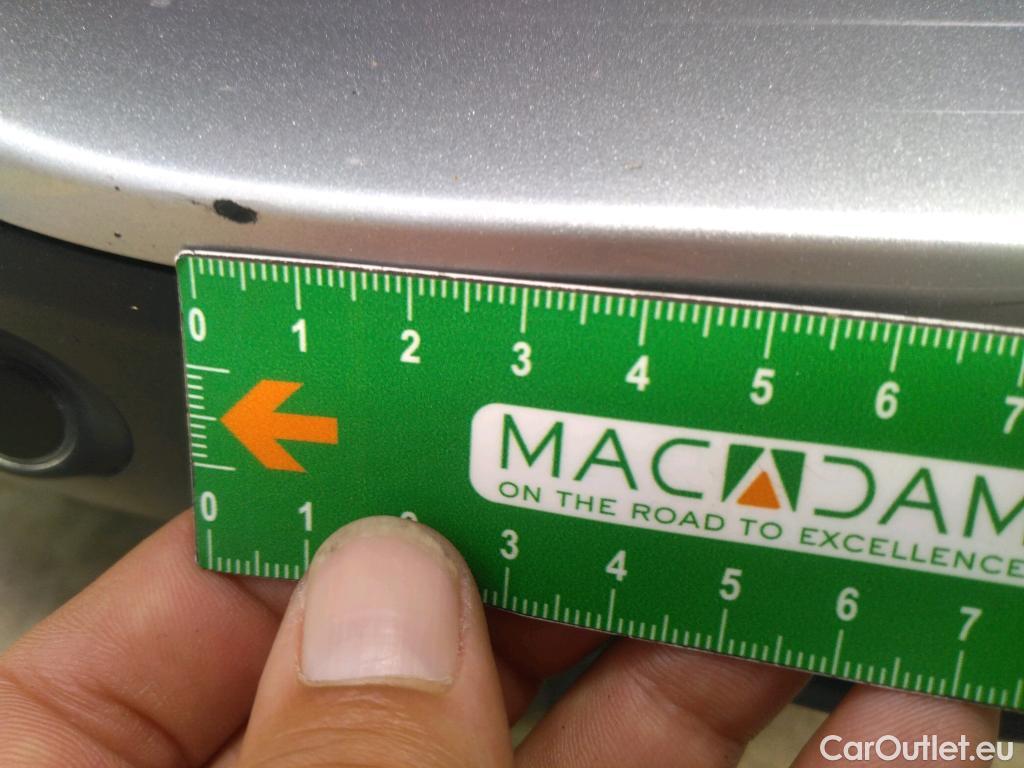 0 1 2 3 4 5 6 7
MACADAM
ON THE ROAD TO EXCELLENCE
0 1 2 3 4 5 6 7
CarOutlet.eu